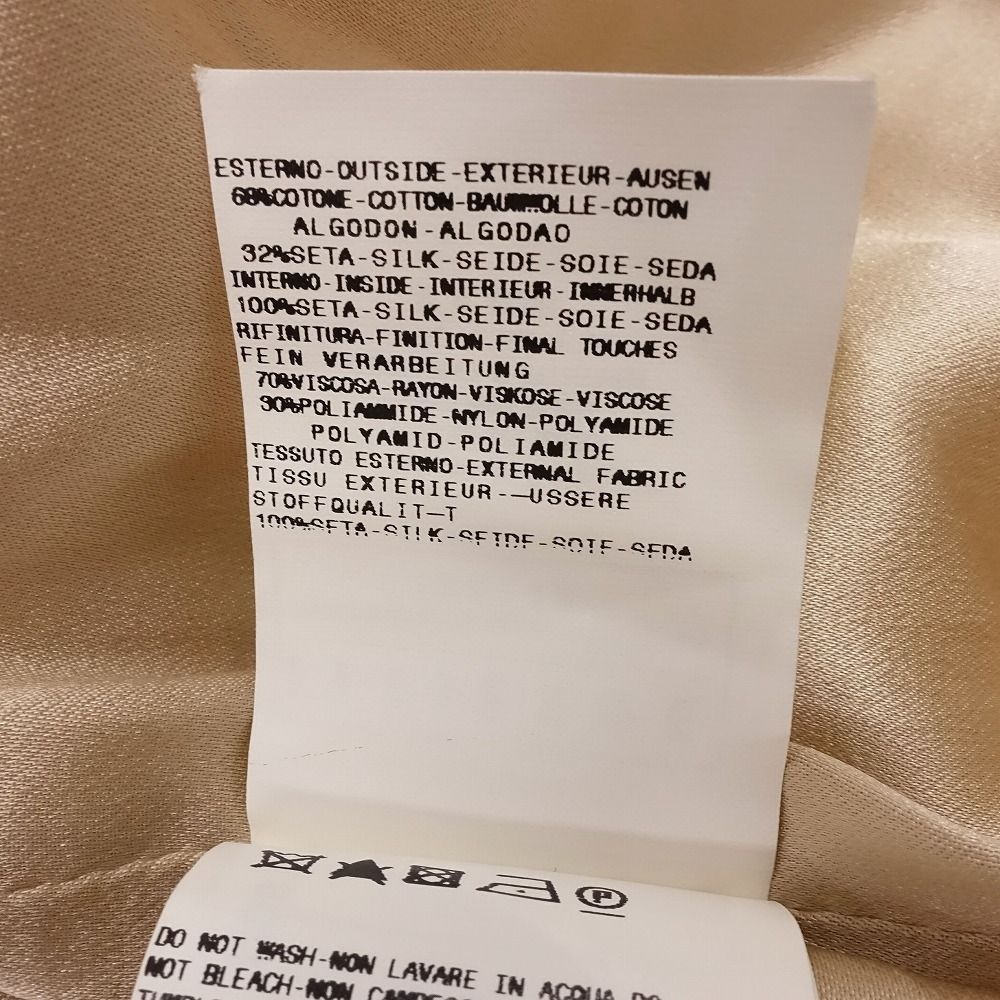 ESTERNO-OUTSIDE-EXTERIEUR-AUSEN
68%COTONE-COTTON-BAUMWOLLE-COTON
ALGODON-ALGODAO
32%SETA-SILK-SEIDE-SOIE-SEDA
INTERNO-INSIDE-INTERIEUR-INNERHALB
100%SETA-SILK-SEIDE-SOIE-SEDA
RIFINITURA-FINITION-FINAL TOUCHES
FEIN VERARBEITUNG
70%VISCOSA-RAYON-VISKOSE-VISCOSE
30%POLIAMMIDE-NYLON-POLYAMIDE
POLYAMID-POLIAMIDE
TESSUTO ESTERNO-EXTERNAL FABRIC
TISSU EXTERIEUR-—USSERE
STOFFQUALIT—T
100%SETA-SILK-SEIDE-SOIE-SEDA
P
DO NOT WASH-NON LAVARE IN ACQUA
NOT BLEACH-NON